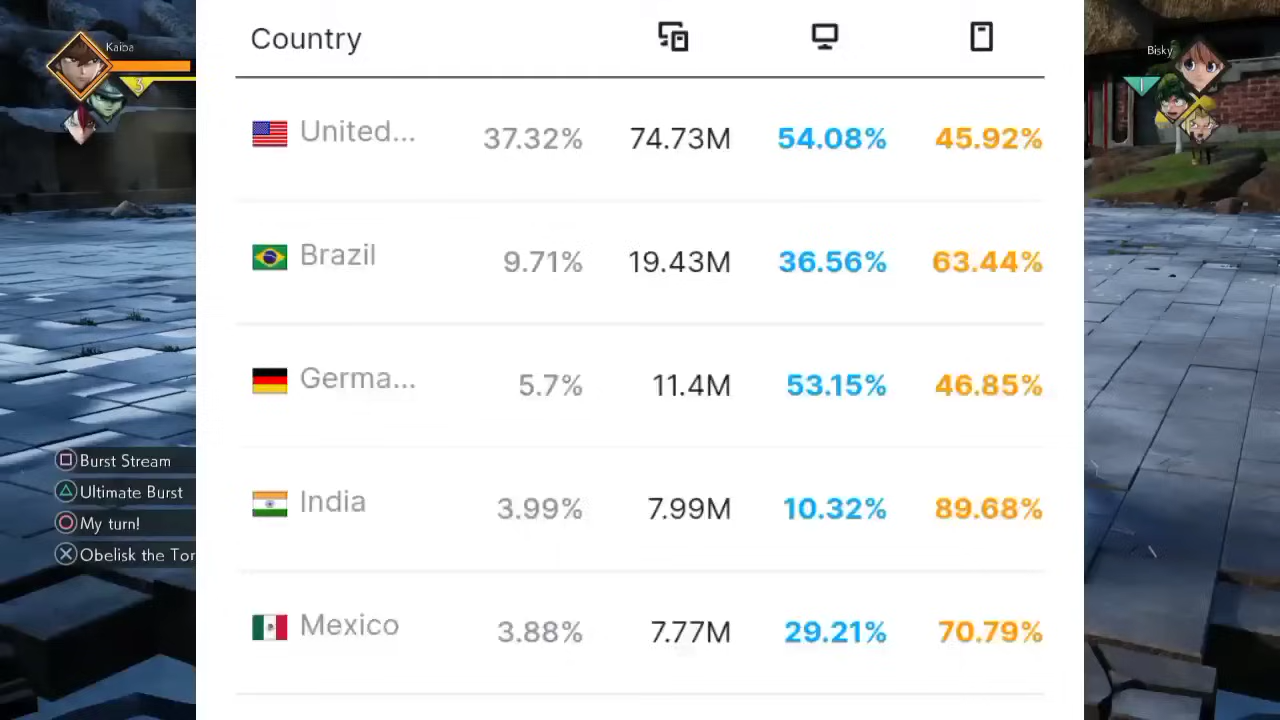 Country
Kaiba
3
Bisky
1
United... 37.32% 74.73M 54.08% 45.92%
Brazil 9.71% 19.43M 36.56% 63.44%
Germa... 5.7% 11.4M 53.15% 46.85%
Burst Stream
Ultimate Burst
My turn!
Obelisk the Tor
India 3.99% 7.99M 10.32% 89.68%
Mexico 3.88% 7.77M 29.21% 70.79%